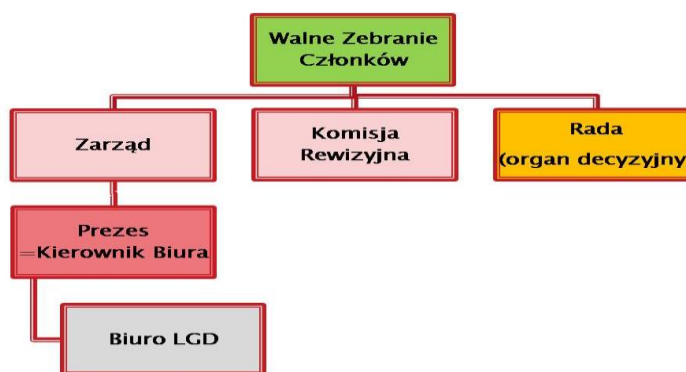 Walne Zebranie
Członków
Zarząd
Komisja
Rewizyjna
Rada
(organ decyzyjny
Prezes
=Kierownik Biura
Biuro LGD